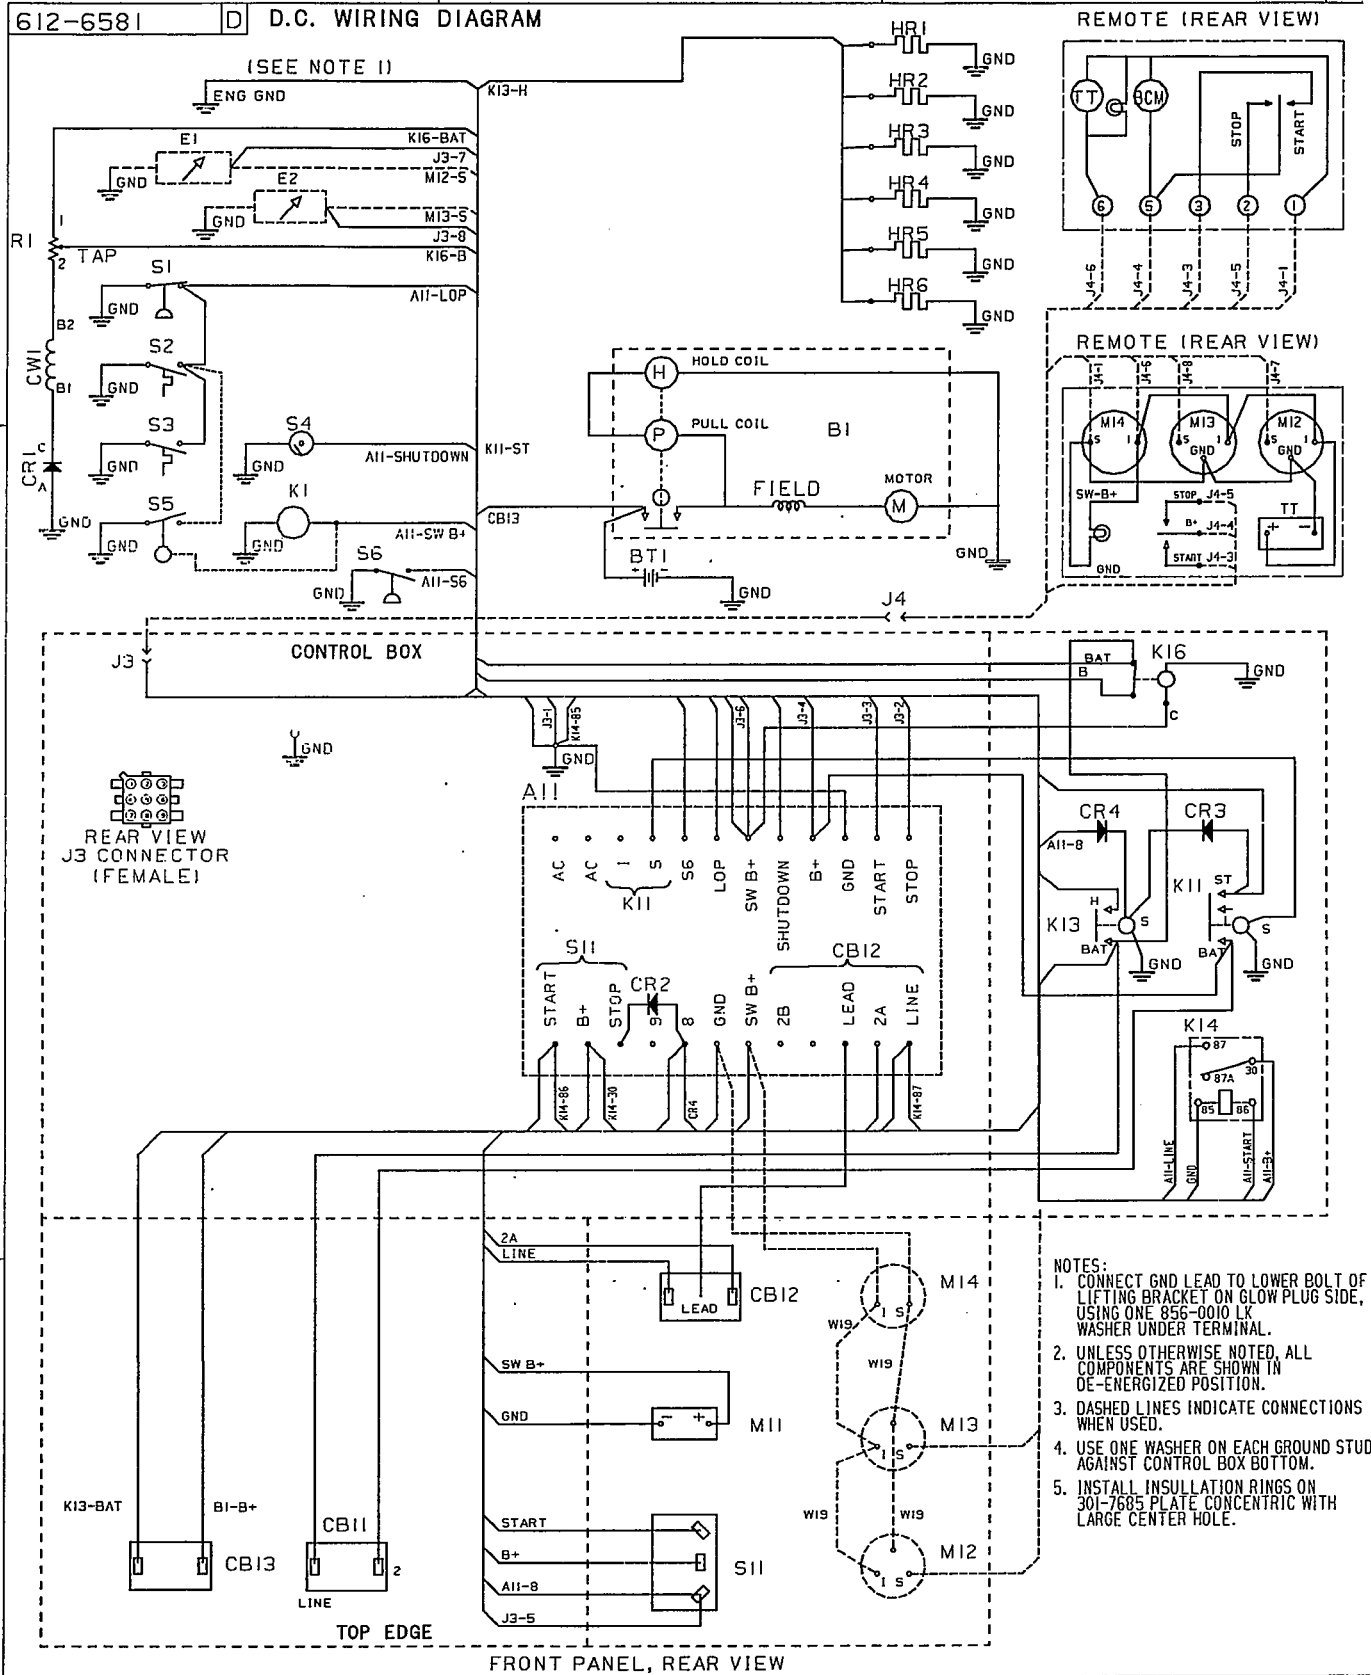 612-6581 D D.C. WIRING DIAGRAM
REMOTE (REAR VIEW)
(SEE NOTE 1)
ENG GND
K13-H
HR1
GND
HR2
GND
HR3
GND
HR4
GND
HR5
GND
HR6
GND
TT
BCM
STOP
START
6 5 3 2 1
J4-6
J4-4
J4-3
J4-5
J4-1
K16-BAT
E1
J3-7
GND
M12-S
E2
M13-S
GND
J3-8
R1
1
2
TAP
K16-B
S1
A11-LOP
GND
B2
CW1
B1
S2
GND
S3
GND
C
CR1
A
GND
S4
GND
A11-SHUTDOWN
K11-ST
S5
GND
K1
GND
A11-SW B+
CB13
S6
GND
A11-S6
H
HOLD COIL
P
PULL COIL
B1
FIELD
MOTOR
M
GND
BT1
+ -
GND
REMOTE (REAR VIEW)
J4-1
J4-6
J4-8
J4-7
M14
S I
M13
S I
GND
M12
S I
GND
SW-B+
GND
STOP J4-5
B+ J4-4
START J4-3
TT
+ -
J4
J3
CONTROL BOX
GND
BAT
B
K16
GND
C
J3-1
K14-85
GND
J3-6
J3-4
J3-3
J3-2
REAR VIEW
J3 CONNECTOR
(FEMALE)
A11
AC
AC
I
S
K11
S6
LOP
SW B+
SHUTDOWN
B+
GND
START
STOP
S11
START
B+
STOP
CR2
9
8
GND
SW B+
CB12
2B
LEAD
2A
LINE
K14-86
K14-30
CR4
K14-87
CR4
CR3
A11-8
H
K13
S
BAT
GND
K11
ST
L
S
BAT
GND
K14
87
87A
30
85
86
A11-LINE
GND
A11-START
A11-B+
2A
LINE
CB12
LEAD
M14
I S
W19
W19
SW B+
GND
- +
M11
M13
I S
W19
W19
START
B+
A11-8
J3-5
S11
M12
I S
K13-BAT
B1-B+
CB13
CB11
2
LINE
TOP EDGE
FRONT PANEL, REAR VIEW
NOTES:
1. CONNECT GND LEAD TO LOWER BOLT OF
LIFTING BRACKET ON GLOW PLUG SIDE,
USING ONE 856-0010 LK
WASHER UNDER TERMINAL.
2. UNLESS OTHERWISE NOTED, ALL
COMPONENTS ARE SHOWN IN
DE-ENERGIZED POSITION.
3. DASHED LINES INDICATE CONNECTIONS
WHEN USED.
4. USE ONE WASHER ON EACH GROUND STUD
AGAINST CONTROL BOX BOTTOM.
5. INSTALL INSULLATION RINGS ON
301-7685 PLATE CONCENTRIC WITH
LARGE CENTER HOLE.